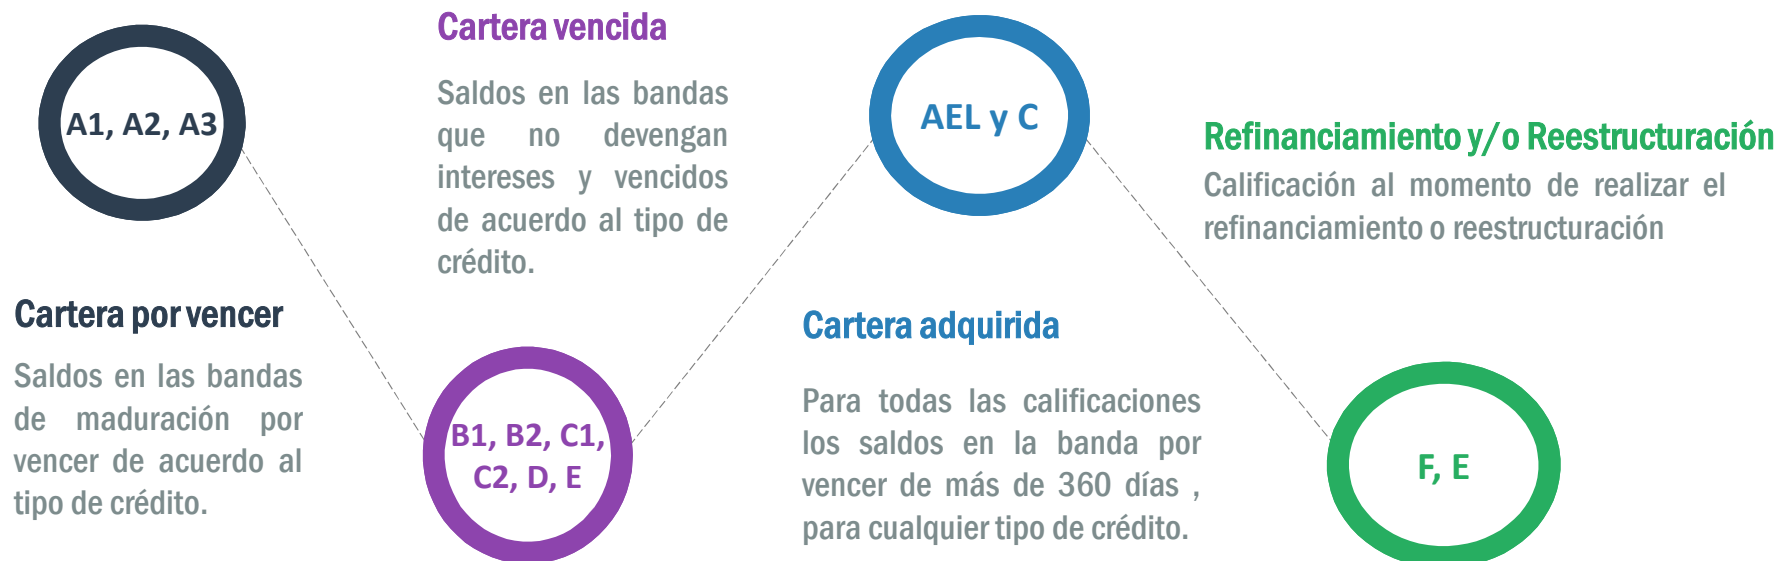 A1, A2, A3
Cartera por vencer
Saldos en las bandas
de maduración por
vencer de acuerdo al
tipo de crédito.
Cartera vencida
Saldos en las bandas
que no devengan
intereses y vencidos
de acuerdo al tipo de
crédito.
B1, B2, C1,
C2, D, E
AEL y C
Cartera adquirida
Para todas las calificaciones
los saldos en la banda por
vencer de más de 360 días ,
para cualquier tipo de crédito.
Refinanciamiento y/o Reestructuración
Calificación al momento de realizar el
refinanciamiento o reestructuración
F, E